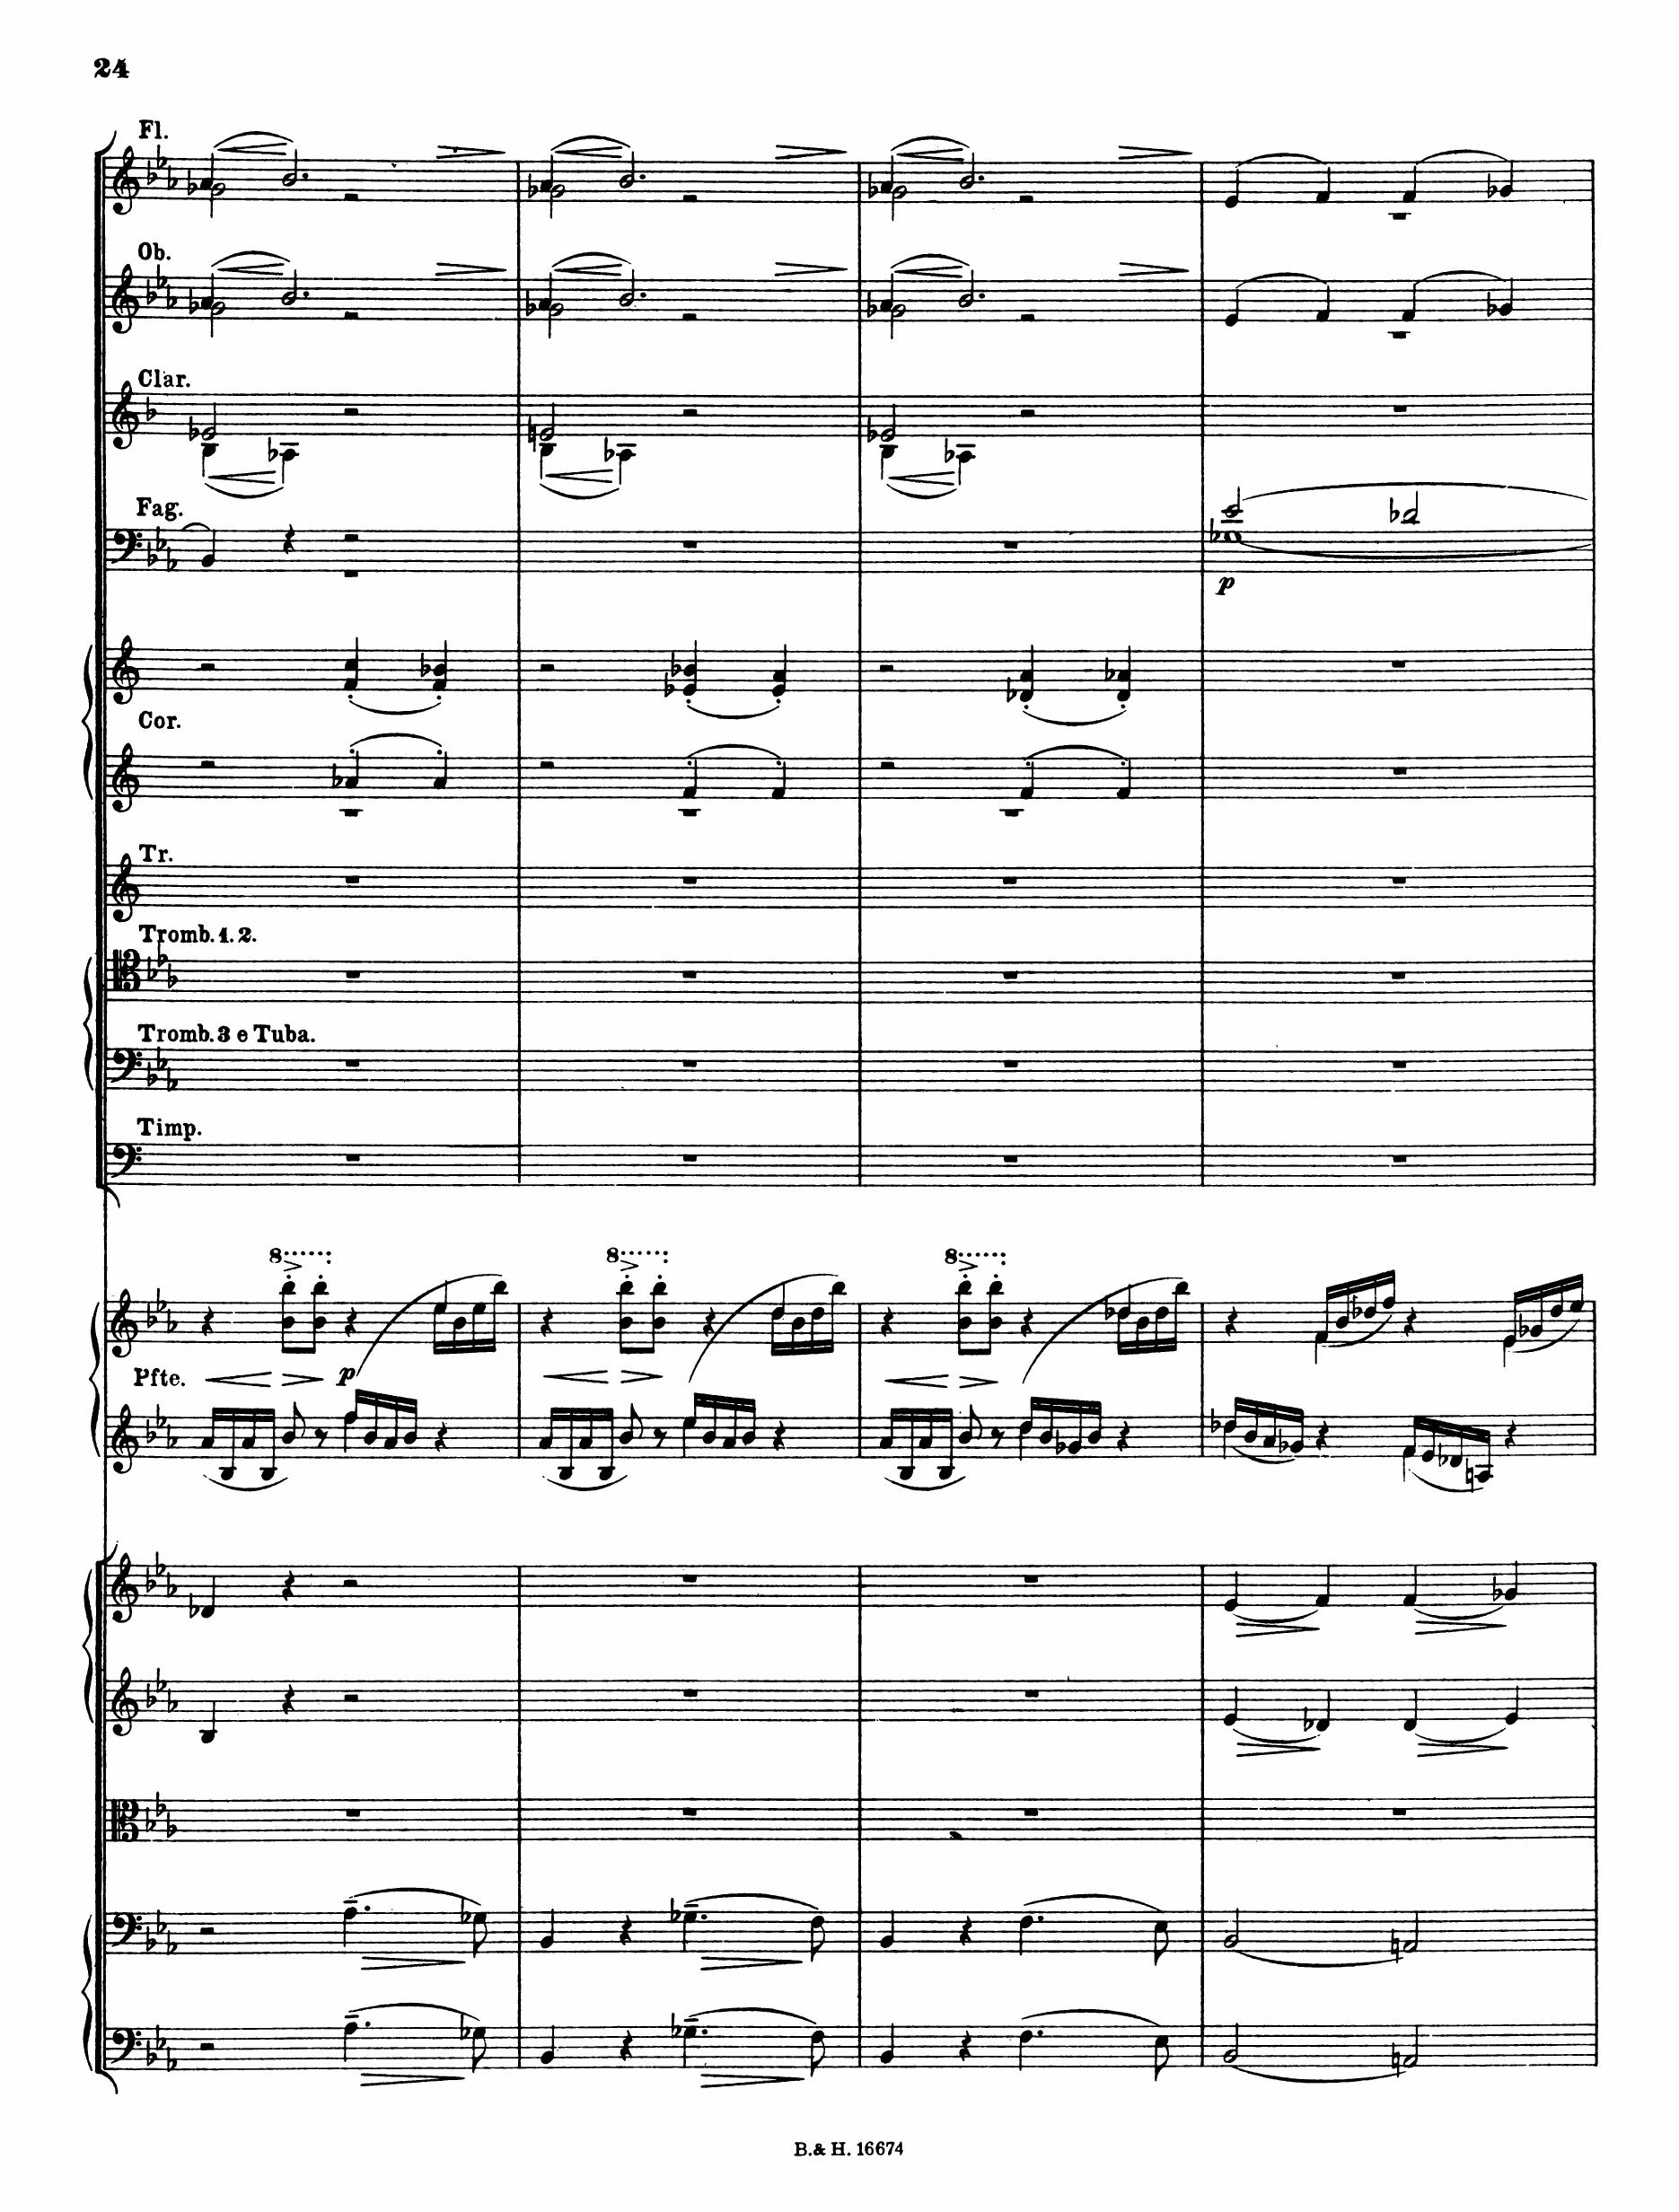 24
Fl.
Ob.
Clar.
Fag.
Cor.
Tr.
Tromb. 1. 2.
Tromb. 3 e Tuba.
Timp.
8 8 8
Pfte.
p
p
B. & H. 16674